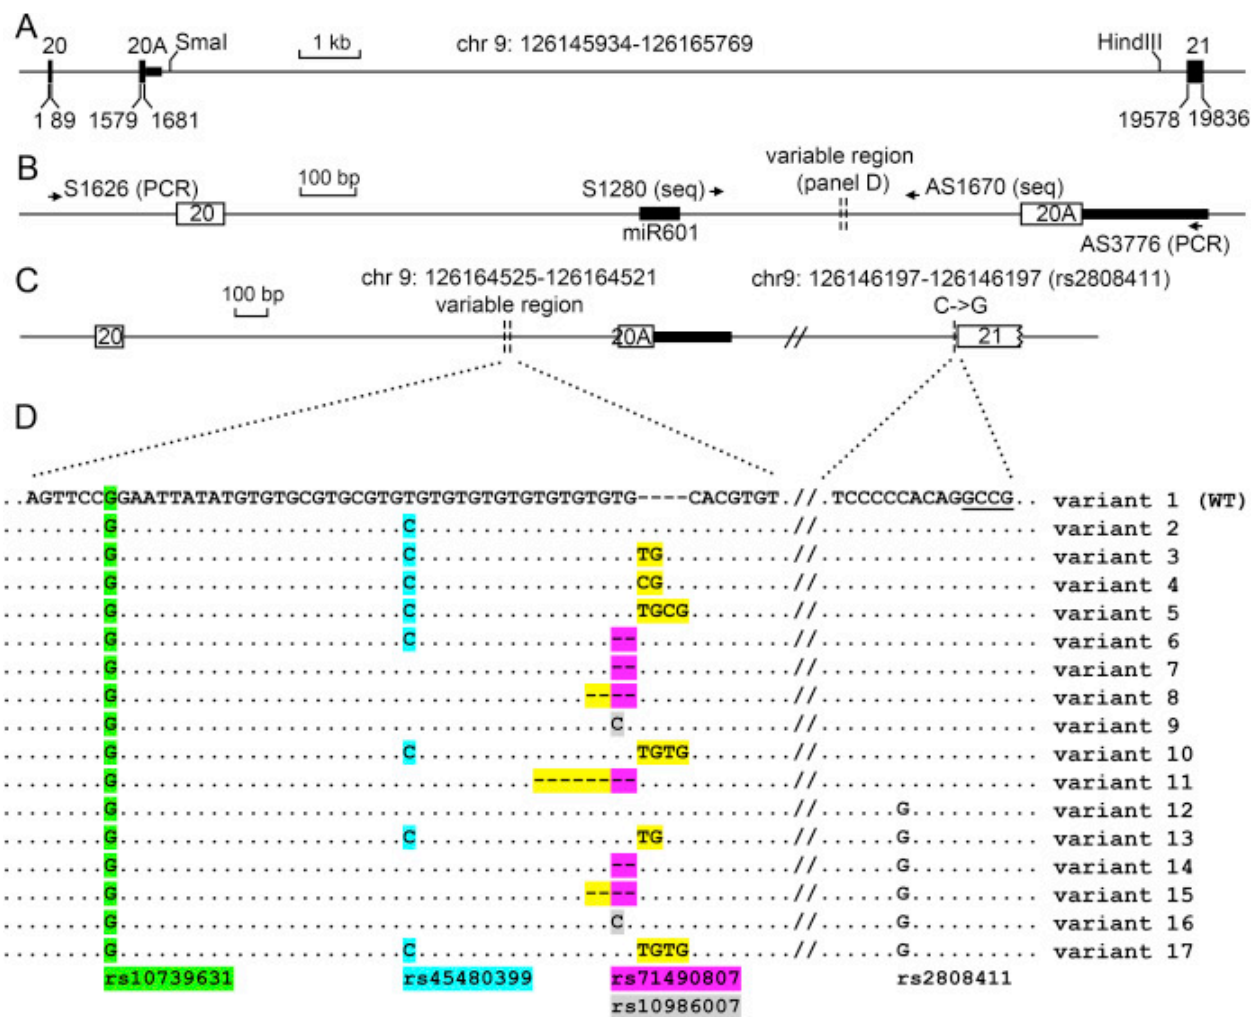 A
20
20A
SmaI
1 kb
chr 9: 126145934-126165769
HindIII
21
1 89
1579
1681
19578
19836
B
S1626 (PCR)
100 bp
S1280 (seq)
variable region
(panel D)
AS1670 (seq)
20
miR601
20A
AS3776 (PCR)
C
chr 9: 126164525-126164521
variable region
chr9: 126146197-126146197 (rs2808411)
C->G
100 bp
20
20A
//
21
D
..AGTTCCGGAATTATATGTGTGCGTGCGTGTGTGTGTGTGTGTGTGTG----CACGTGT.//.TCCCCCACAGGCCG.. variant 1 (WT)
........G......................C.............................//................. variant 2
........G......................C.................TG..........//................. variant 3
........G......................C.................CG..........//................. variant 4
........G......................C.................TGCG........//................. variant 5
........G......................C...............--............//................. variant 6
........G......................................--............//................. variant 7
........G....................................----............//................. variant 8
........G......................................C.............//................. variant 9
........G......................C.................TGTG........//................. variant 10
........G................................--------............//................. variant 11
........G....................................................//......G.......... variant 12
........G......................C.................TG..........//......G.......... variant 13
........G......................................--............//......G.......... variant 14
........G....................................----............//......G.......... variant 15
........G......................................C.............//......G.......... variant 16
........G......................C.................TGTG........//......G.......... variant 17
rs10739631 rs45480399 rs71490807 rs2808411
rs10986007